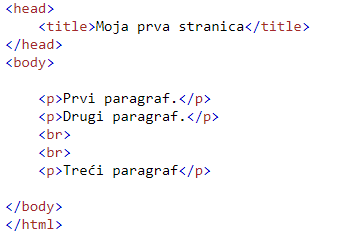 <head>
    <title>Moja prva stranica</title>
</head>
<body>

    <p>Prvi paragraf.</p>
    <p>Drugi paragraf.</p>
    <br>
    <br>
    <p>Treći paragraf</p>

</body>
</html>